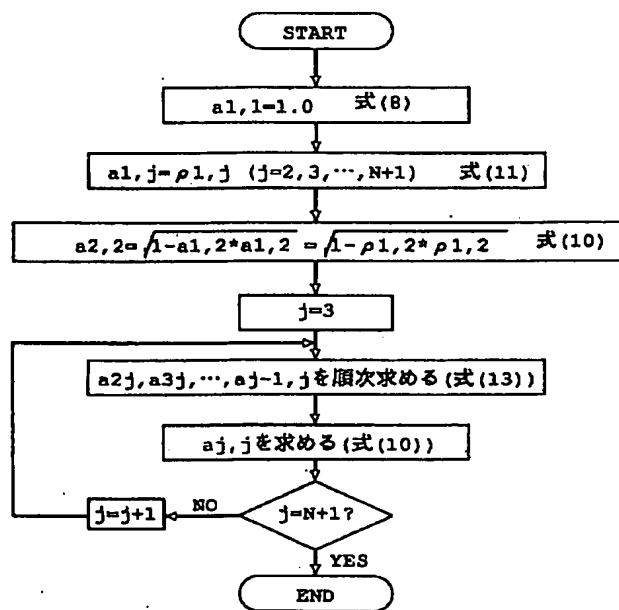 START
a1,1=1.0 式(8)
a1,j=ρ1,j (j=2,3,…,N+1) 式(11)
a2,2=√1-a1,2*a1,2 = √1-ρ1,2*ρ1,2 式(10)
j=3
a2j,a3j,…,aj-1,jを順次求める(式(13))
aj,jを求める(式(10))
j=N+1?
NO
j=j+1
YES
END